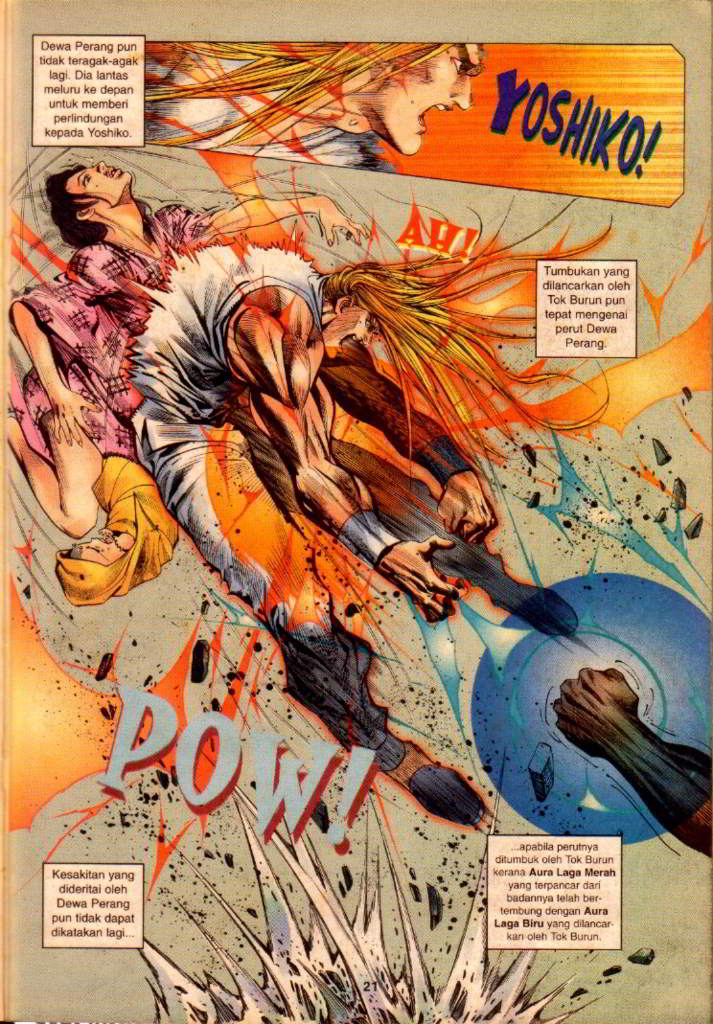 Dewa Perang pun
tidak teragak-agak
lagi. Dia lantas
meluru ke depan
untuk memberi
perlindungan
kepada Yoshiko.
YOSHIKO!
AH!
Tumbukan yang
dilancarkan oleh
Tok Burun pun
tepat mengenai
perut Dewa
Perang.
POW!
Kesakitan yang
dideritai oleh
Dewa Perang
pun tidak dapat
dikatakan lagi...
...apabila perutnya
ditumbuk oleh Tok Burun
kerana Aura Laga Merah
yang terpancar dari
badannya telah ber-
tembung dengan Aura
Laga Biru yang dilancar-
kan oleh Tok Burun.
21